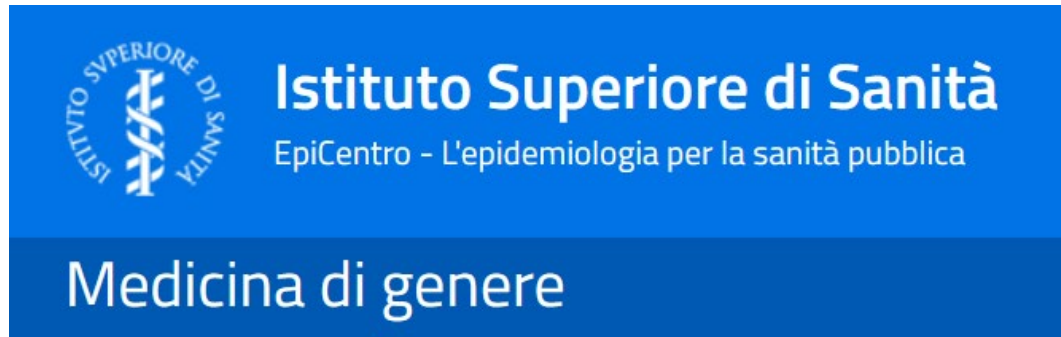 ISTITVTO SVPERIORE DI SANITÀ
Istituto Superiore di Sanità
EpiCentro - L'epidemiologia per la sanità pubblica
Medicina di genere